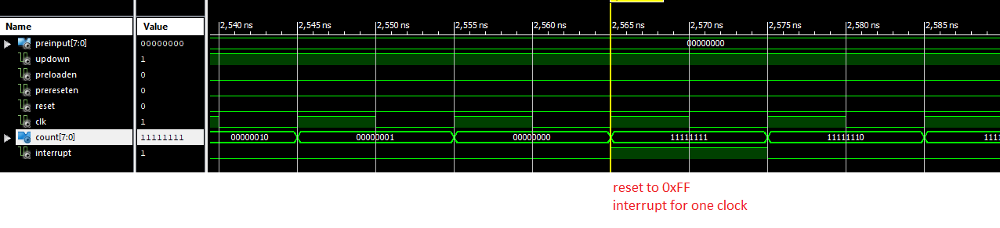 Name Value
2,540 ns 2,545 ns 2,550 ns 2,555 ns 2,560 ns 2,565 ns 2,570 ns 2,575 ns 2,580 ns 2,585 ns
preinput[7:0] 00000000 00000000
updown 1
preloaden 0
prereseten 0
reset 0
clk 1
count[7:0] 11111111 00000010 00000001 00000000 11111111 11111110 111
interrupt 1
reset to 0xFF
interrupt for one clock